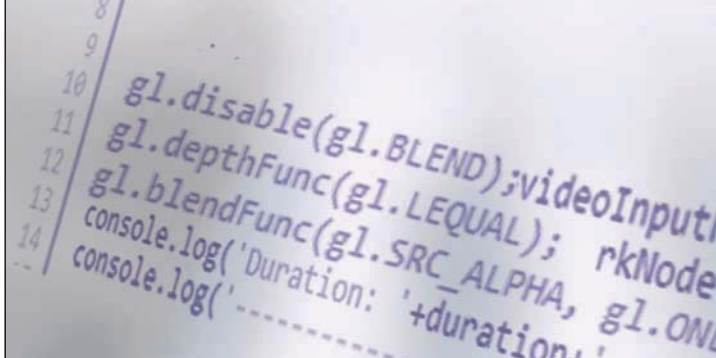 8
9
10 gl.disable(gl.BLEND);videoInput
11 gl.depthFunc(gl.LEQUAL); rkNode
12 gl.blendFunc(gl.SRC_ALPHA, gl.ON
13 console.log('Duration: '+duration+'
14 console.log('--------------